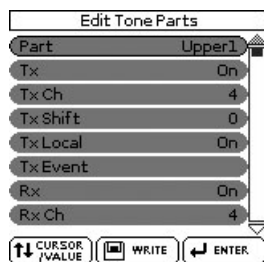 Edit Tone Parts
Part Upper1
Tx On
Tx Ch 4
Tx Shift 0
Tx Local On
Tx Event
Rx On
Rx Ch 4
CURSOR /VALUE WRITE ENTER